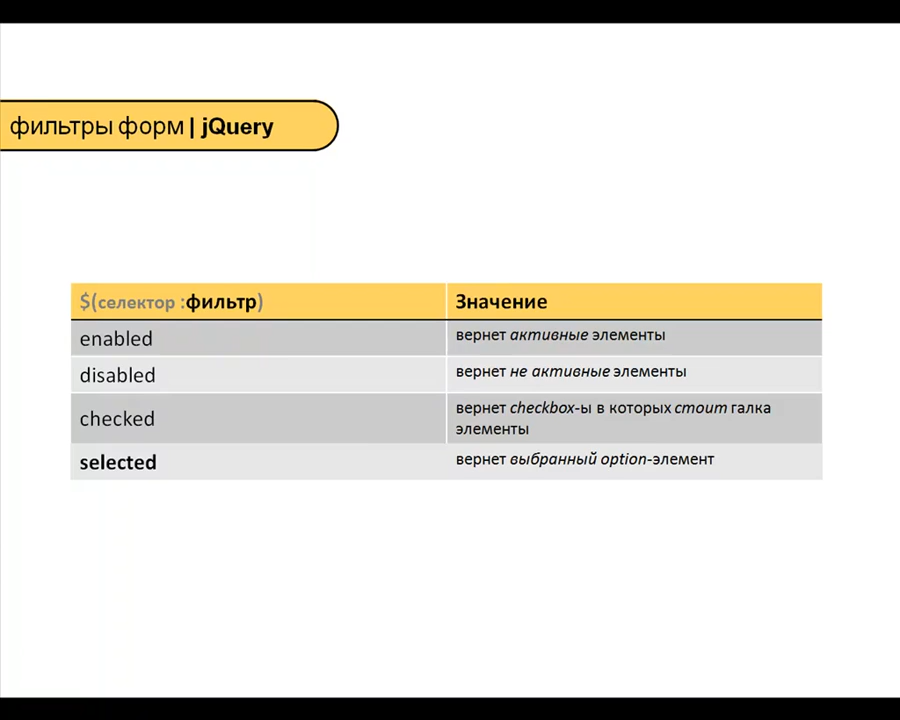 фильтры форм | jQuery
$(селектор :фильтр) Значение
enabled вернет активные элементы
disabled вернет не активные элементы
checked вернет checkbox-ы в которых стоит галка
элементы
selected вернет выбранный option-элемент